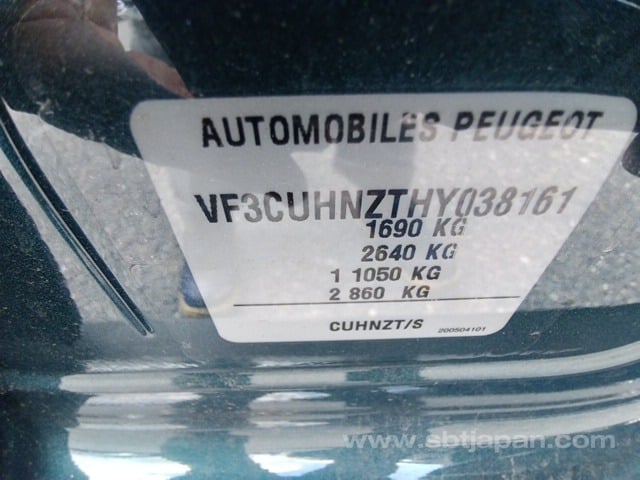 AUTOMOBILES PEUGEOT
VF3CUHNZTHY038161
1690 KG
2640 KG
1 1050 KG
2 860 KG
CUHNZT/S 200504101
www.sbtjapan.com